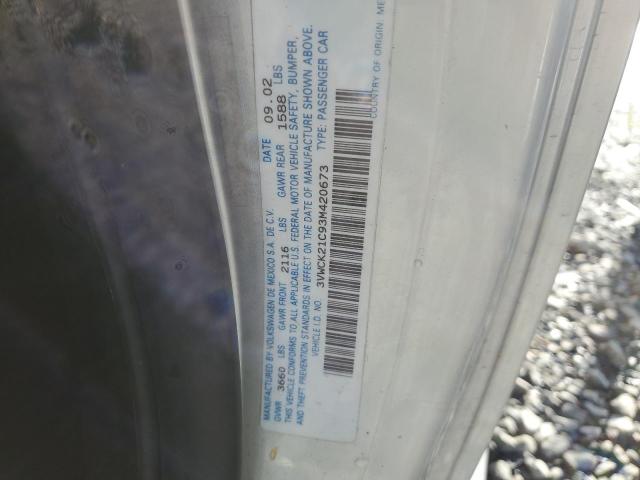 MANUFACTURED BY VOLKSWAGEN DE MEXICO S.A. DE C.V. DATE 09.02
GVWR 3660 LBS GAWR FRONT 2116 LBS GAWR REAR 1588 LBS
THIS VEHICLE CONFORMS TO ALL APPLICABLE U.S. FEDERAL MOTOR VEHICLE SAFETY, BUMPER,
AND THEFT PREVENTION STANDARDS IN EFFECT ON THE DATE OF MANUFACTURE SHOWN ABOVE.
VEHICLE I.D. NO. 3VWCK21C93M420673 TYPE: PASSENGER CAR
COUNTRY OF ORIGIN ME